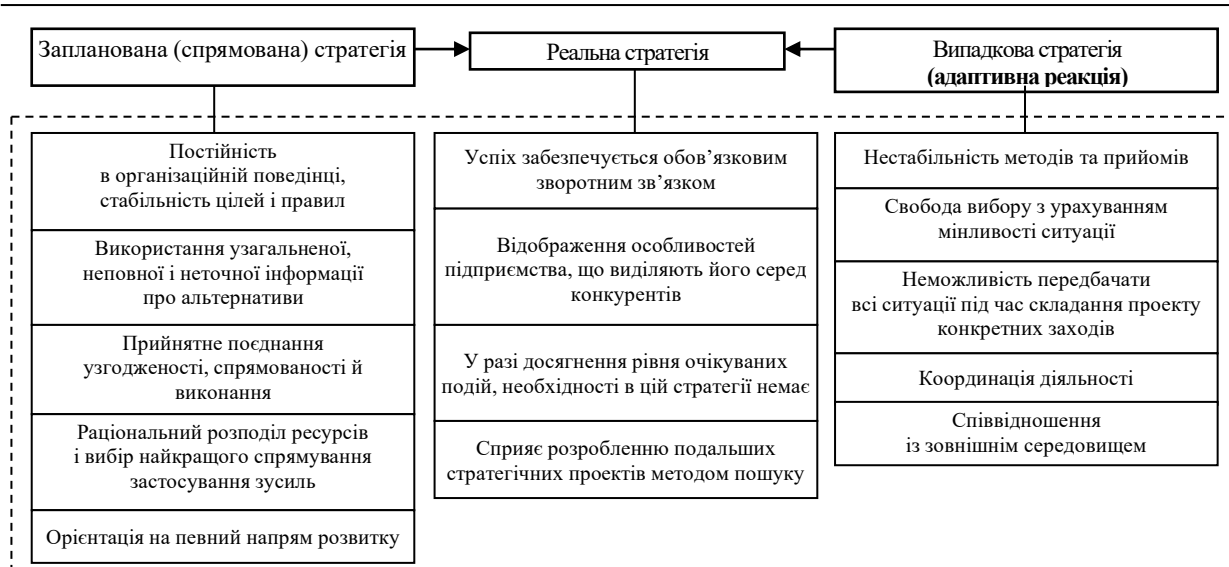 Запланована (спрямована) стратегія
Реальна стратегія
Випадкова стратегія
(адаптивна реакція)
Постійність
в організаційній поведінці,
стабільність цілей і правил
Використання узагальненої,
неповної і неточної інформації
про альтернативи
Прийнятне поєднання
узгодженості, спрямованості й
виконання
Раціональний розподіл ресурсів
і вибір найкращого спрямування
застосування зусиль
Орієнтація на певний напрям розвитку
Успіх забезпечується обов’язковим
зворотним зв’язком
Відображення особливостей
підприємства, що виділяють його серед
конкурентів
У разі досягнення рівня очікуваних
подій, необхідності в цій стратегії немає
Сприяє розробленню подальших
стратегічних проектів методом пошуку
Нестабільність методів та прийомів
Свобода вибору з урахуванням
мінливості ситуації
Неможливість передбачати
всі ситуації під час складання проекту
конкретних заходів
Координація діяльності
Співвідношення
із зовнішнім середовищем